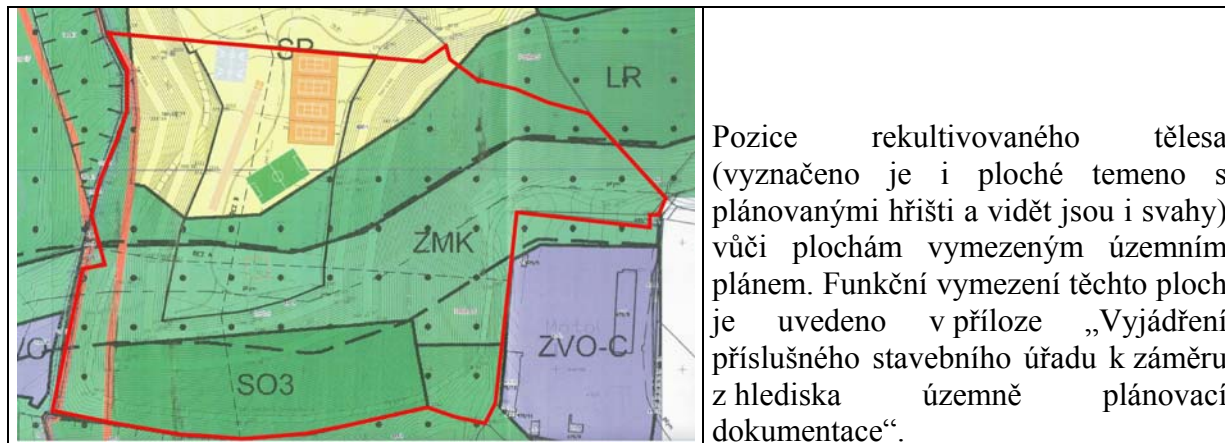 SP
LR
ZMK
ZVO-C
SO3
Pozice rekultivovaného tělesa
(vyznačeno je i ploché temeno s
plánovanými hřišti a vidět jsou i svahy)
vůči plochám vymezeným územním
plánem. Funkční vymezení těchto ploch
je uvedeno v příloze „Vyjádření
příslušného stavebního úřadu k záměru
z hlediska územně plánovací
dokumentace“.